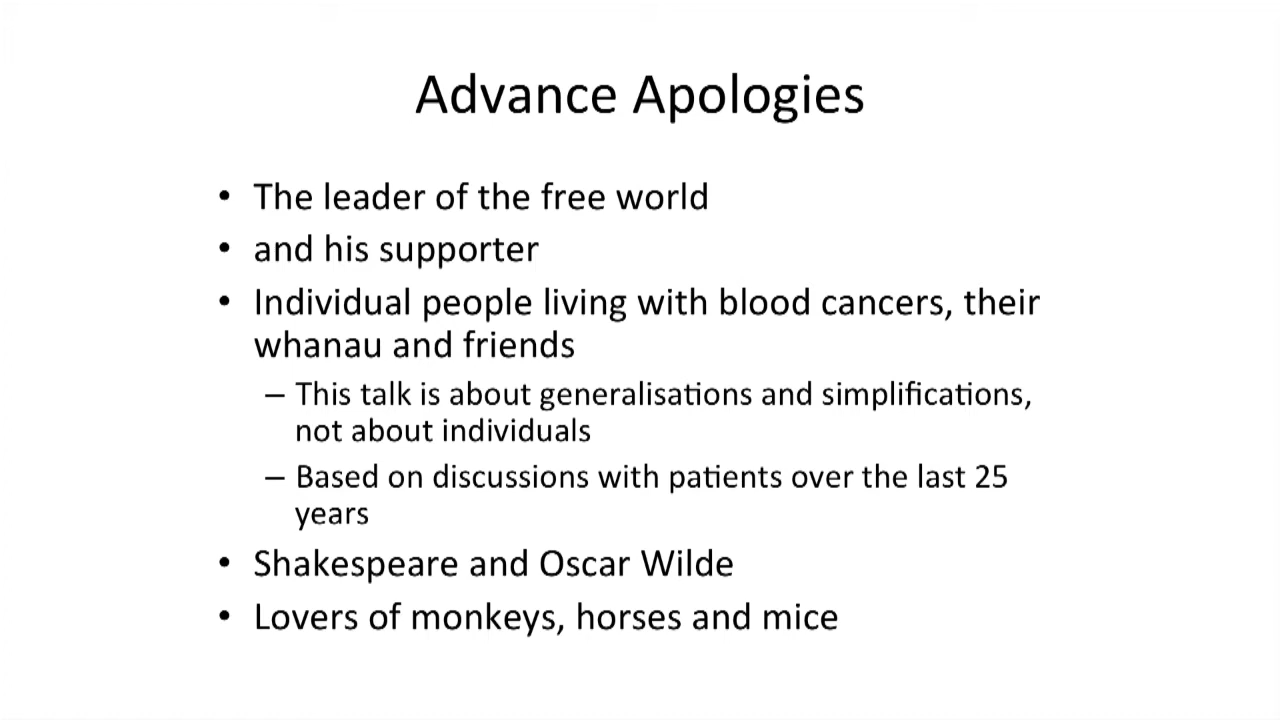 Advance Apologies
• The leader of the free world
• and his supporter
• Individual people living with blood cancers, their
whanau and friends
– This talk is about generalisations and simplifications,
not about individuals
– Based on discussions with patients over the last 25
years
• Shakespeare and Oscar Wilde
• Lovers of monkeys, horses and mice